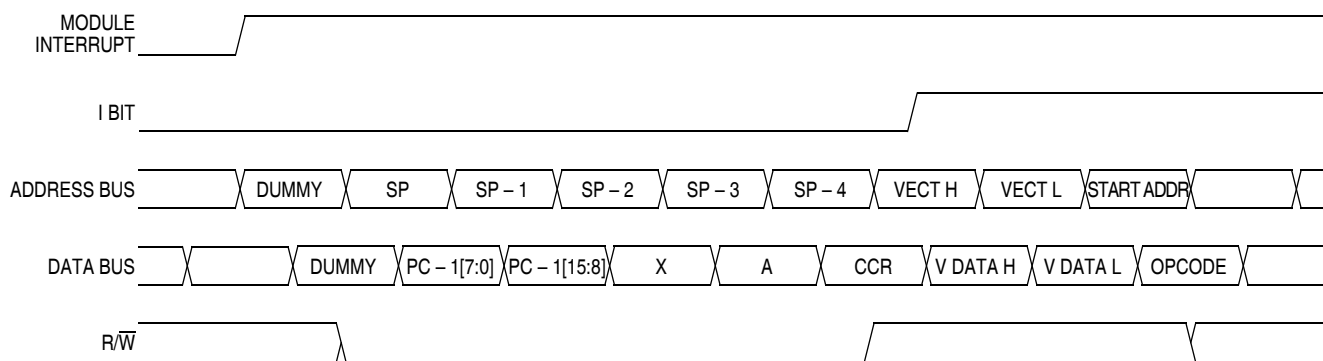 MODULE
INTERRUPT
I BIT
ADDRESS BUS DUMMY SP SP – 1 SP – 2 SP – 3 SP – 4 VECT H VECT L START ADDR
DATA BUS DUMMY PC – 1[7:0] PC – 1[15:8] X A CCR V DATA H V DATA L OPCODE
R/W̅